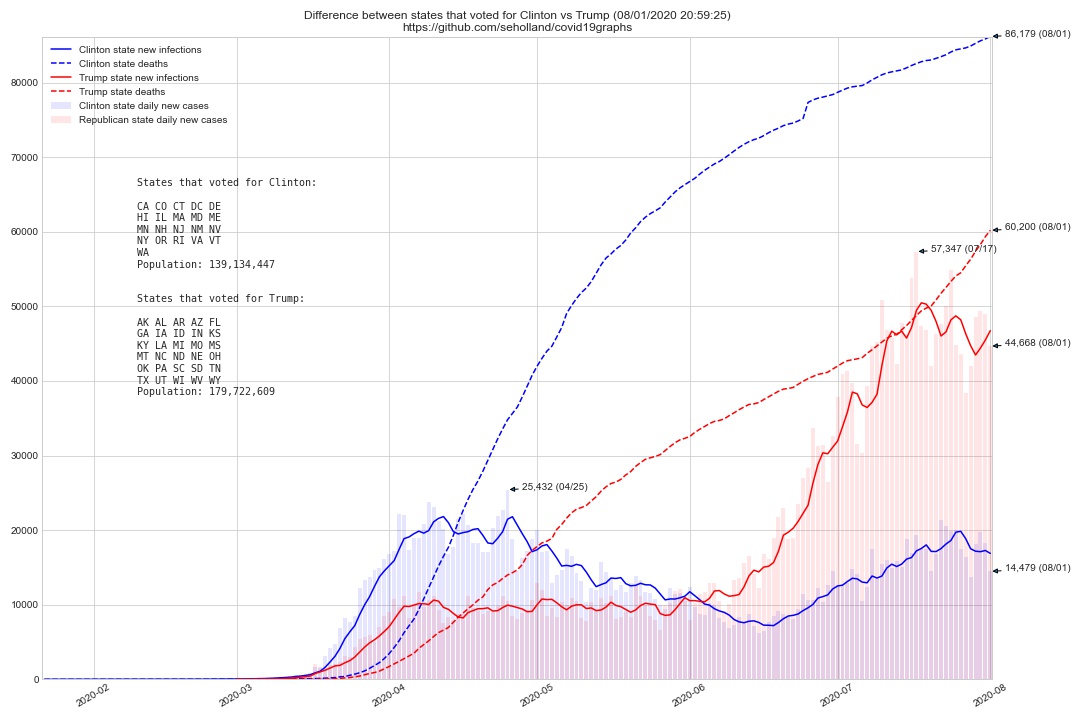 Difference between states that voted for Clinton vs Trump (08/01/2020 20:59:25)
https://github.com/seholland/covid19graphs
Clinton state new infections
Clinton state deaths
Trump state new infections
Trump state deaths
Clinton state daily new cases
Republican state daily new cases
States that voted for Clinton:
CA CO CT DC DE
HI IL MA MD ME
MN NH NJ NM NV
NY OR RI VA VT
WA
Population: 139,134,447
States that voted for Trump:
AK AL AR AZ FL
GA IA ID IN KS
KY LA MI MO MS
MT NC ND NE OH
OK PA SC SD TN
TX UT WI WV WY
Population: 179,722,609
86,179 (08/01)
60,200 (08/01)
57,347 (07/17)
44,668 (08/01)
25,432 (04/25)
14,479 (08/01)
80000
70000
60000
50000
40000
30000
20000
10000
0
2020-02
2020-03
2020-04
2020-05
2020-06
2020-07
2020-08